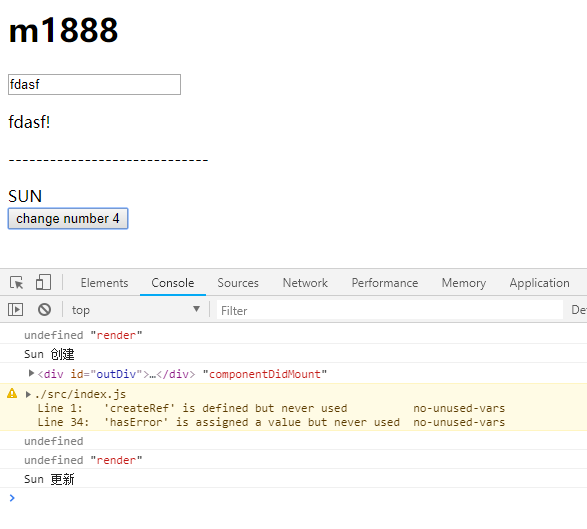 m1888
fdasf
fdasf!
-----------------------------
SUN
change number 4
Elements Console Sources Network Performance Memory Application
top Filter De
undefined "render"
Sun 创建
<div id="outDiv">…</div> "componentDidMount"
./src/index.js
Line 1: 'createRef' is defined but never used no-unused-vars
Line 34: 'hasError' is assigned a value but never used no-unused-vars
undefined
undefined "render"
Sun 更新